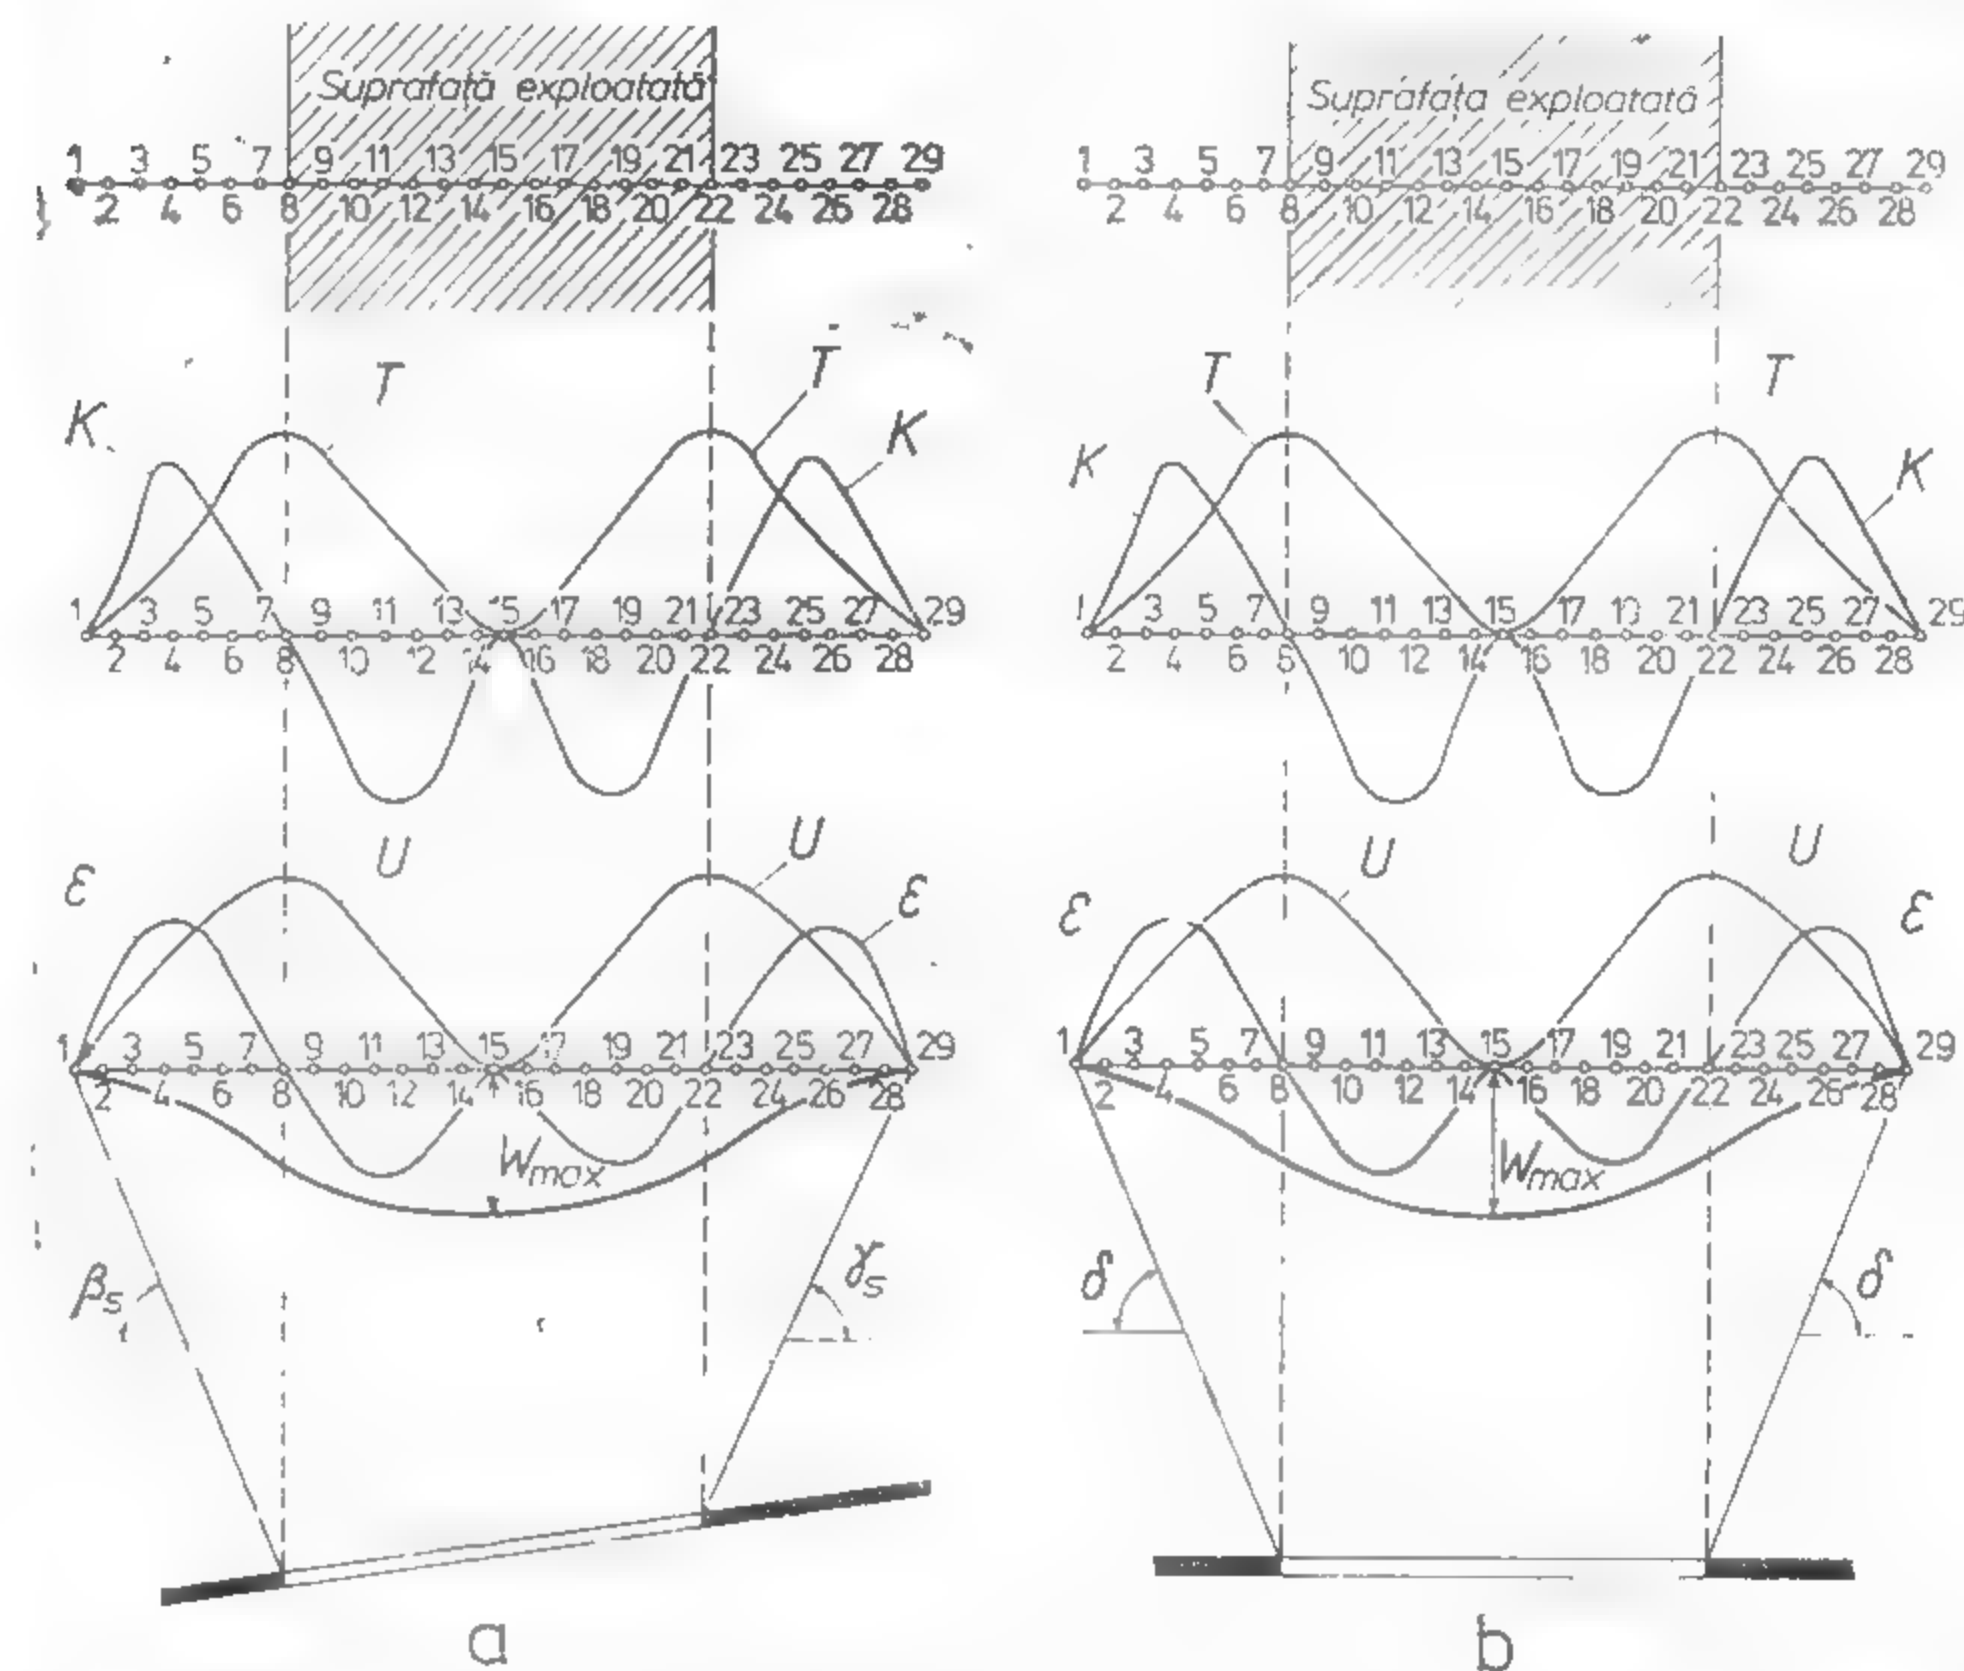 Suprafață exploatată
1 3 5 7 9 11 13 15 17 19 21 23 25 27 29
2 4 6 8 10 12 14 16 18 20 22 24 26 28
K T T K
1 3 5 7 9 11 13 15 17 19 21 23 25 27 29
2 4 6 8 10 12 14 16 18 20 22 24 26 28
ε U U ε
1 3 5 7 9 11 13 15 17 19 21 23 25 27 29
2 4 6 8 10 12 14 16 18 20 22 24 26 28
Wmax
βs γs
a
Suprafața exploatată
1 3 5 7 9 11 13 15 17 19 21 23 25 27 29
2 4 6 8 10 12 14 16 18 20 22 24 26 28
K T T K
1 3 5 7 9 11 13 15 17 19 21 23 25 27 29
2 4 6 8 10 12 14 16 18 20 22 24 26 28
ε U U ε
1 3 5 7 9 11 13 15 17 19 21 23 25 27 29
2 4 6 8 10 12 14 16 18 20 22 24 26 28
Wmax
δ δ
b